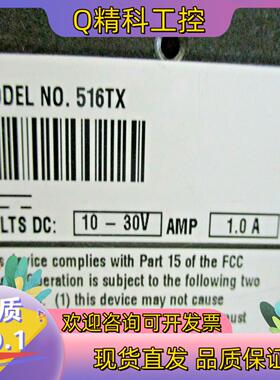 Q精科工控
ODEL NO. 516TX
LTS DC: 10 - 30V AMP 1.0 A
s device complies with Part 15 of the FCC
eration is subject to the following two
(1) this device may not cause
质
O.1
欢迎咨询可开发票
现货直发 品质保证